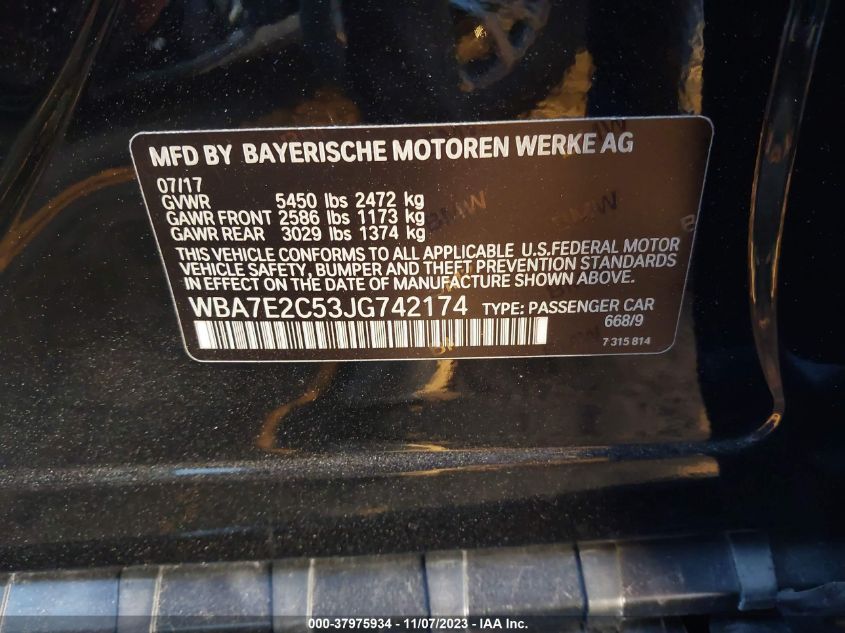 MFD BY BAYERISCHE MOTOREN WERKE AG
07/17
GVWR 5450 lbs 2472 kg
GAWR FRONT 2586 lbs 1173 kg
GAWR REAR 3029 lbs 1374 kg
THIS VEHICLE CONFORMS TO ALL APPLICABLE U.S.FEDERAL MOTOR
VEHICLE SAFETY, BUMPER AND THEFT PREVENTION STANDARDS
IN EFFECT ON THE DATE OF MANUFACTURE SHOWN ABOVE.
WBA7E2C53JG742174 TYPE: PASSENGER CAR
668/9
7 315 814
000-37975934 - 11/07/2023 - IAA Inc.